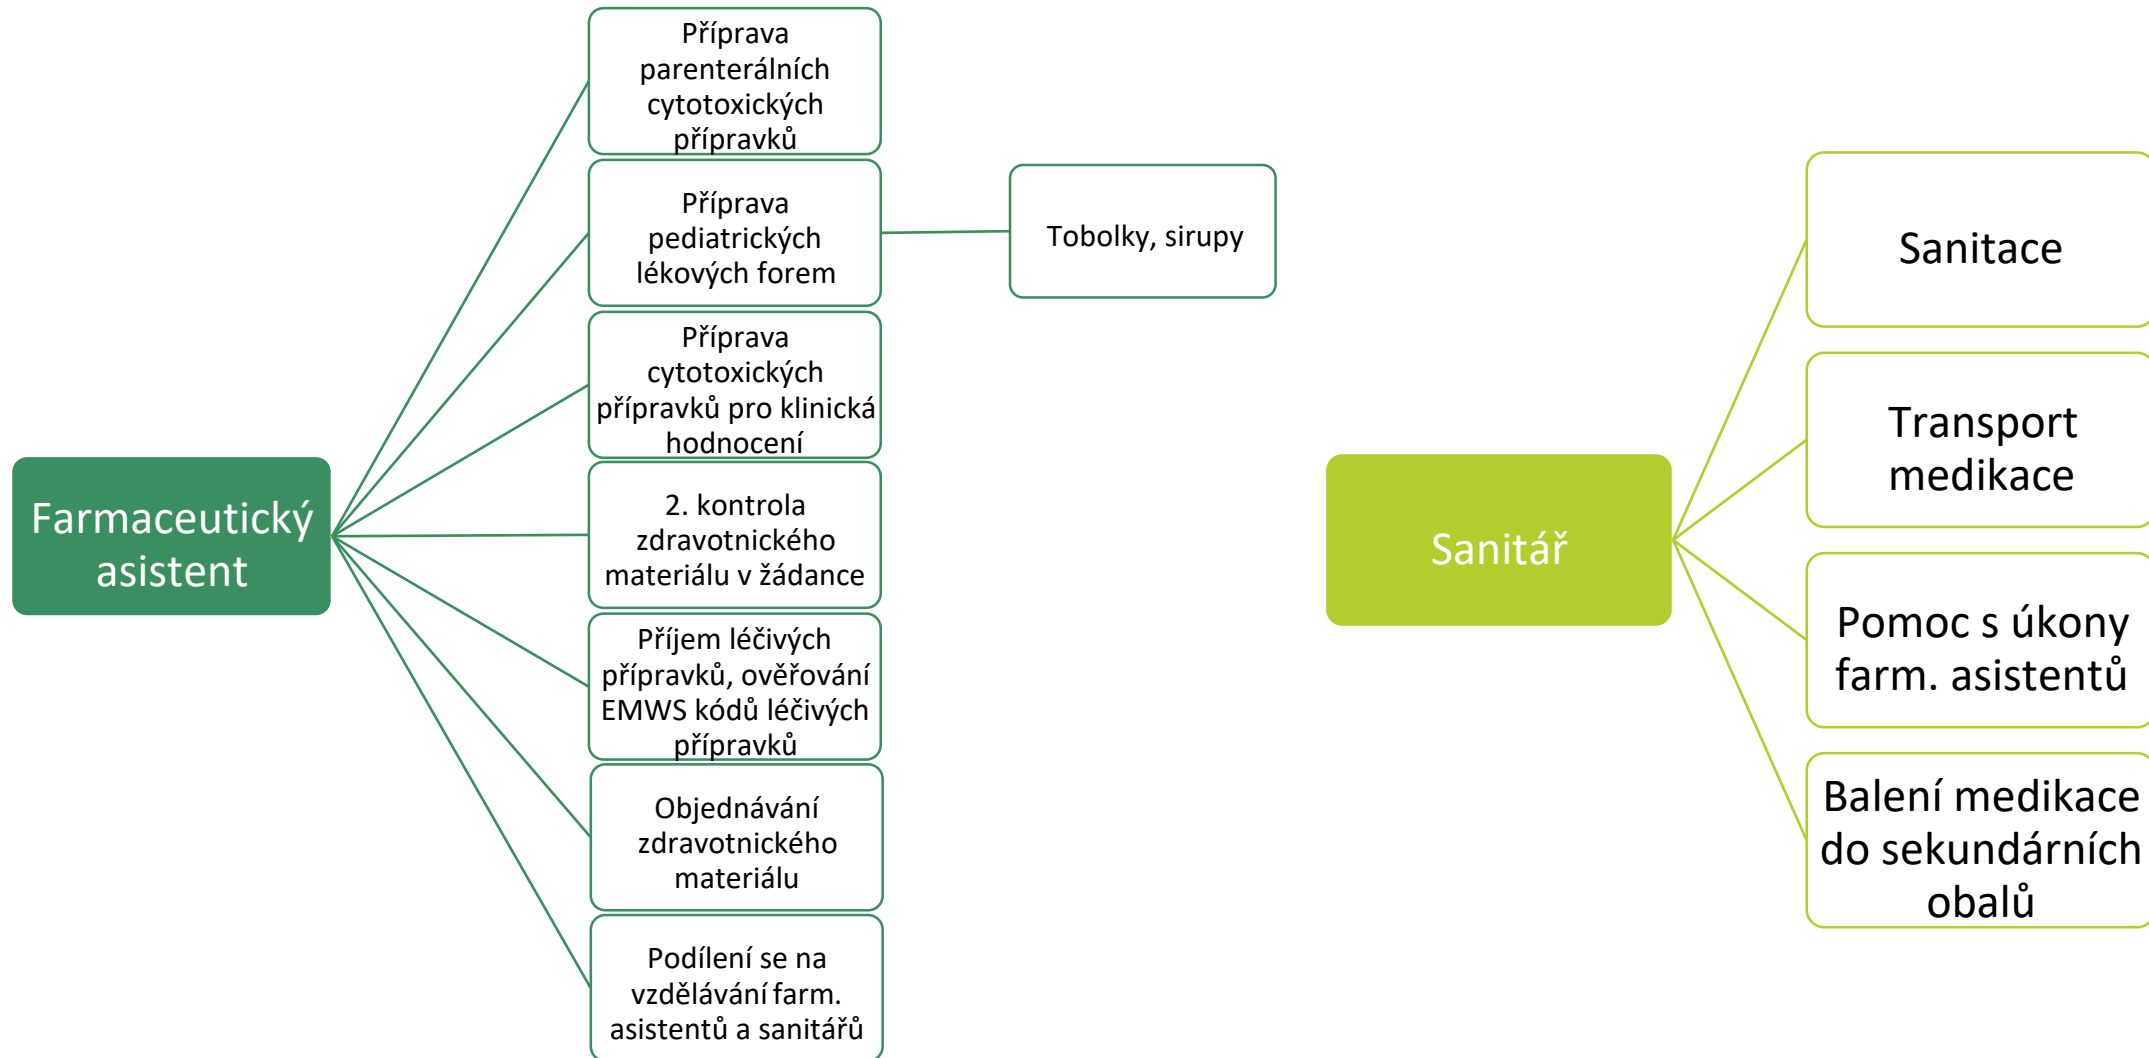 Farmaceutický
asistent
Příprava
parenterálních
cytotoxických
přípravků
Příprava
pediatrických
lékových forem
Tobolky, sirupy
Příprava
cytotoxických
přípravků pro klinická
hodnocení
2. kontrola
zdravotnického
materiálu v žádance
Příjem léčivých
přípravků, ověřování
EMWS kódů léčivých
přípravků
Objednávání
zdravotnického
materiálu
Podílení se na
vzdělávání farm.
asistentů a sanitářů
Sanitář
Sanitace
Transport
medikace
Pomoc s úkony
farm. asistentů
Balení medikace
do sekundárních
obalů